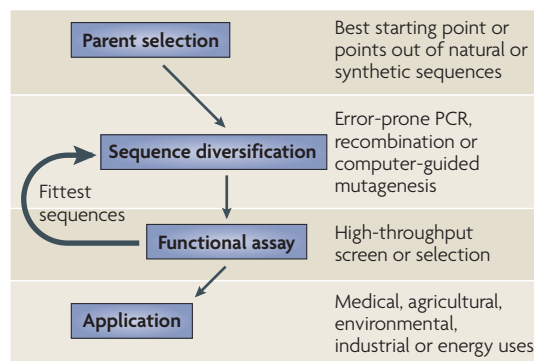 Parent selection
Best starting point or
points out of natural or
synthetic sequences
Sequence diversification
Error-prone PCR,
recombination or
computer-guided
mutagenesis
Fittest
sequences
Functional assay
High-throughput
screen or selection
Application
Medical, agricultural,
environmental,
industrial or energy uses